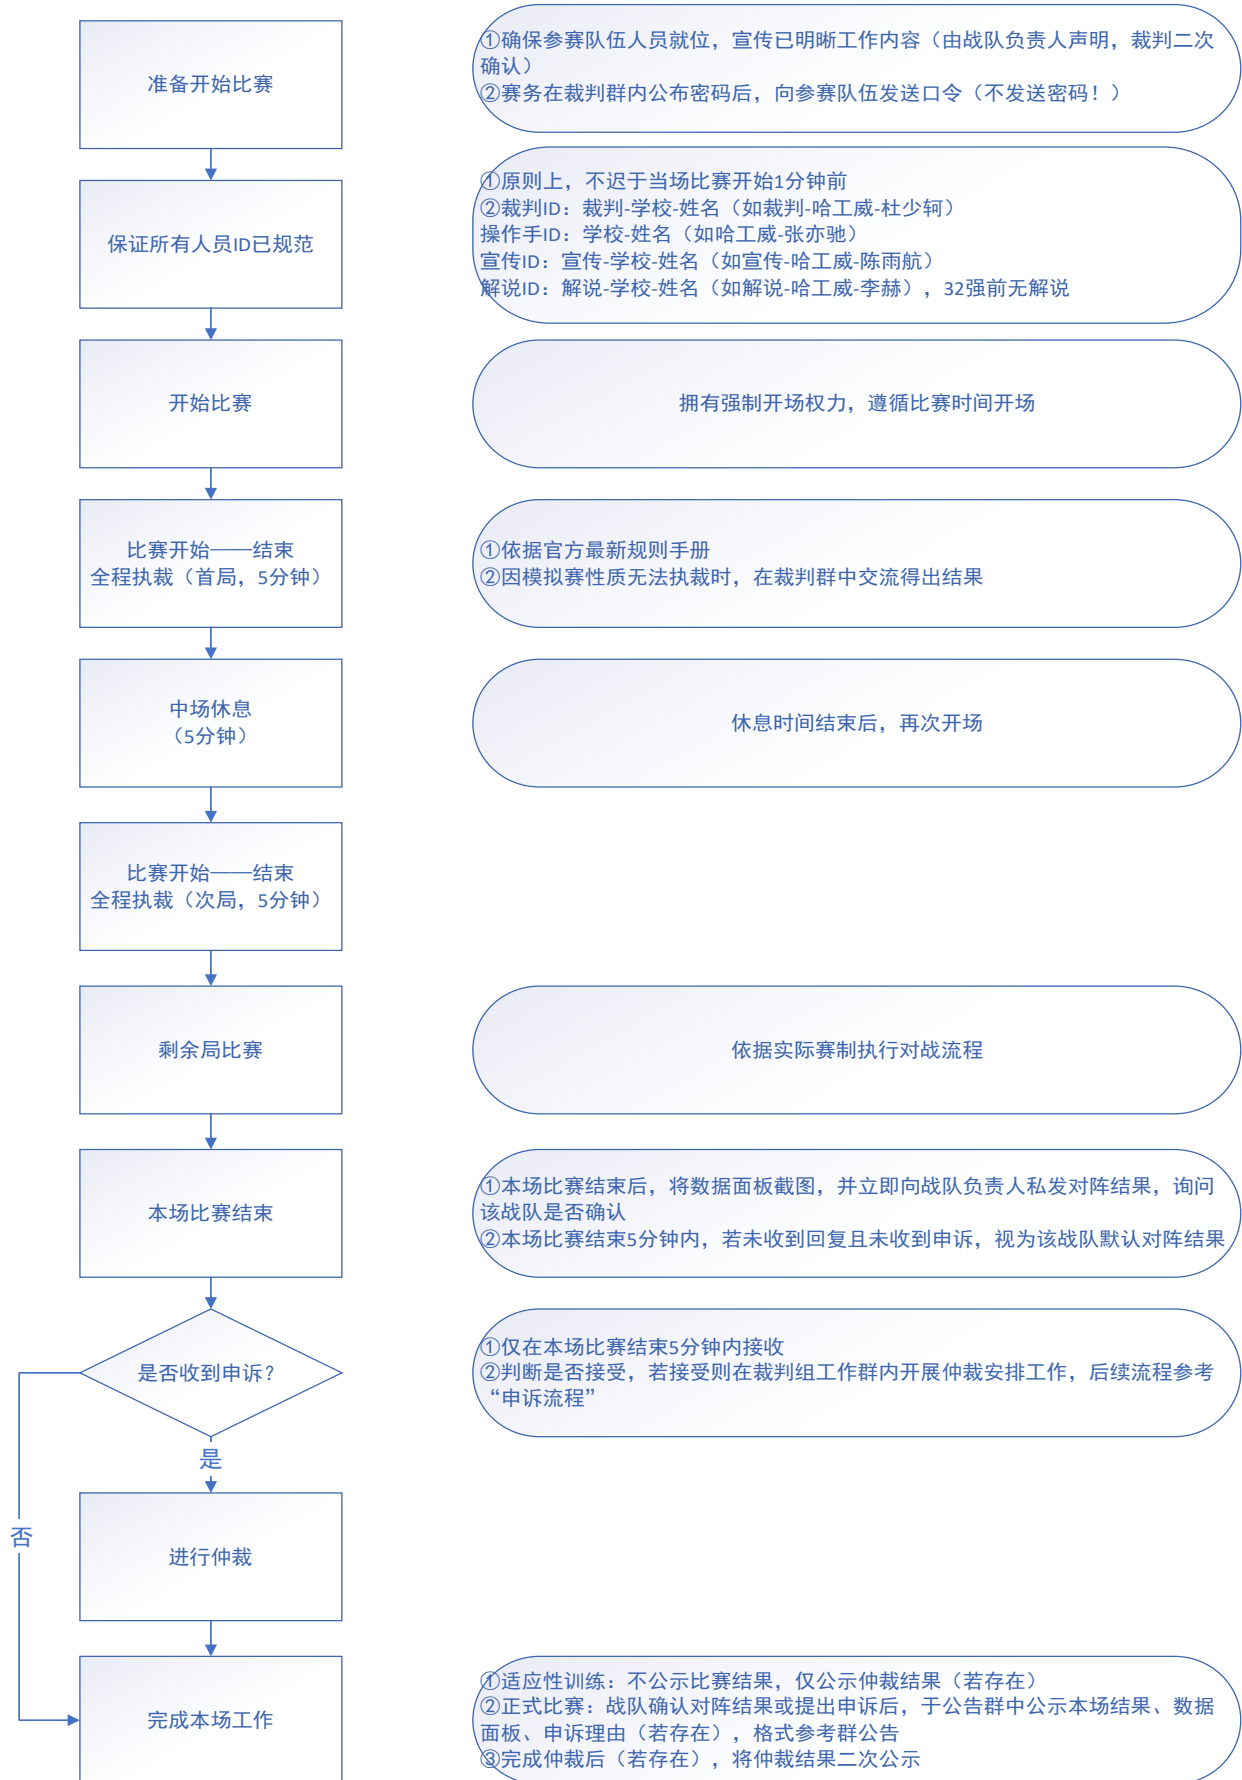 准备开始比赛
①确保参赛队伍人员就位，宣传已明晰工作内容（由战队负责人声明，裁判二次
确认）
②赛务在裁判群内公布密码后，向参赛队伍发送口令（不发送密码！）
保证所有人员ID已规范
①原则上，不迟于当场比赛开始1分钟前
②裁判ID：裁判-学校-姓名（如裁判-哈工威-杜少轲）
操作手ID：学校-姓名（如哈工威-张亦驰）
宣传ID：宣传-学校-姓名（如宣传-哈工威-陈雨航）
解说ID：解说-学校-姓名（如解说-哈工威-李赫），32强前无解说
开始比赛
拥有强制开场权力，遵循比赛时间开场
比赛开始——结束
全程执裁（首局，5分钟）
①依据官方最新规则手册
②因模拟赛性质无法执裁时，在裁判群中交流得出结果
中场休息
（5分钟）
休息时间结束后，再次开场
比赛开始——结束
全程执裁（次局，5分钟）
剩余局比赛
依据实际赛制执行对战流程
本场比赛结束
①本场比赛结束后，将数据面板截图，并立即向战队负责人私发对阵结果，询问
该战队是否确认
②本场比赛结束5分钟内，若未收到回复且未收到申诉，视为该战队默认对阵结果
是否收到申诉？
①仅在本场比赛结束5分钟内接收
②判断是否接受，若接受则在裁判组工作群内开展仲裁安排工作，后续流程参考
“申诉流程”
是
否
进行仲裁
完成本场工作
①适应性训练：不公示比赛结果，仅公示仲裁结果（若存在）
②正式比赛：战队确认对阵结果或提出申诉后，于公告群中公示本场结果、数据
面板、申诉理由（若存在），格式参考群公告
③完成仲裁后（若存在），将仲裁结果二次公示